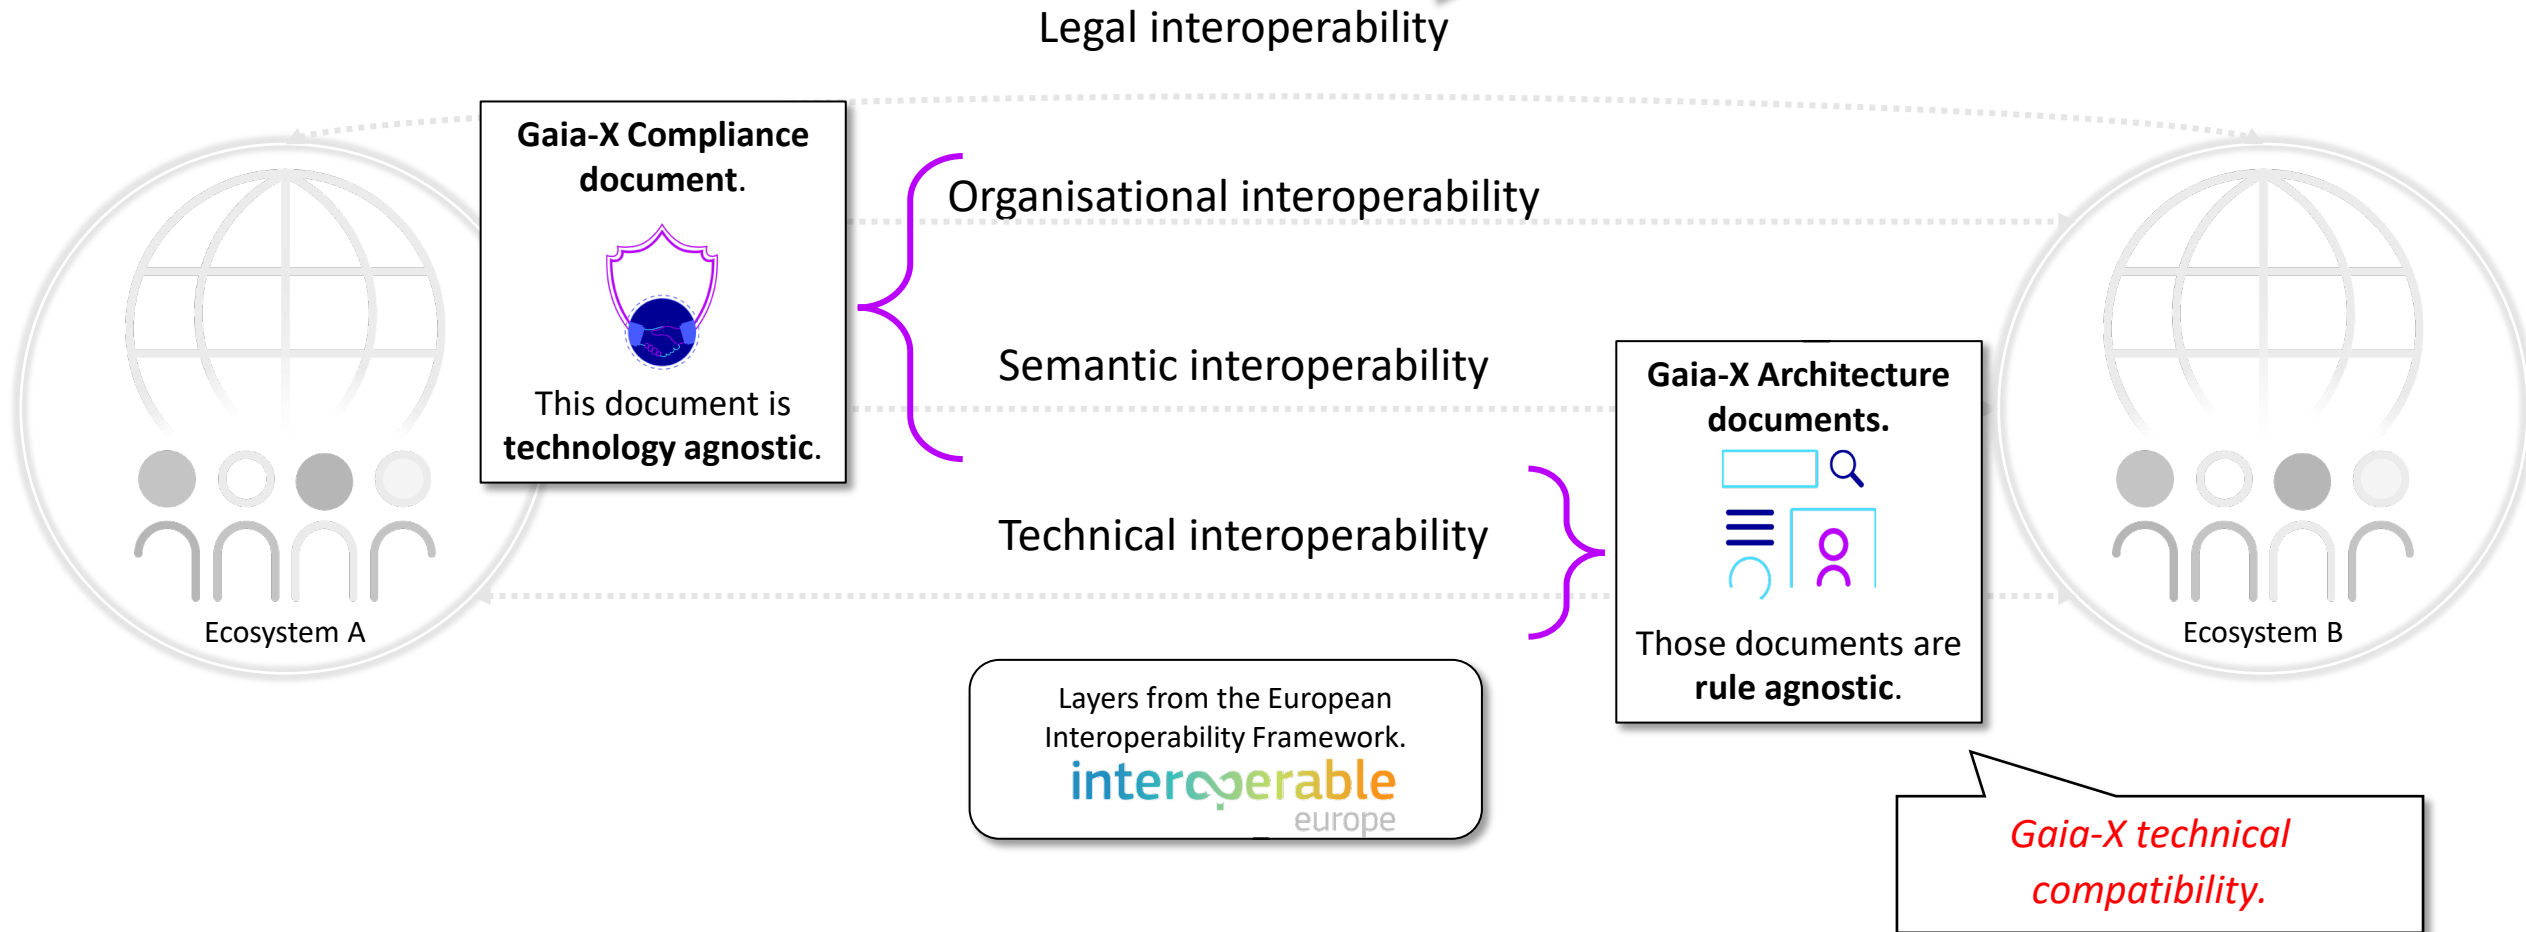 Legal interoperability
Gaia-X Compliance
document.
This document is
technology agnostic.
Organisational interoperability
Semantic interoperability
Technical interoperability
Gaia-X Architecture
documents.
Those documents are
rule agnostic.
Ecosystem A
Ecosystem B
Layers from the European
Interoperability Framework.
interoperable
europe
Gaia-X technical
compatibility.